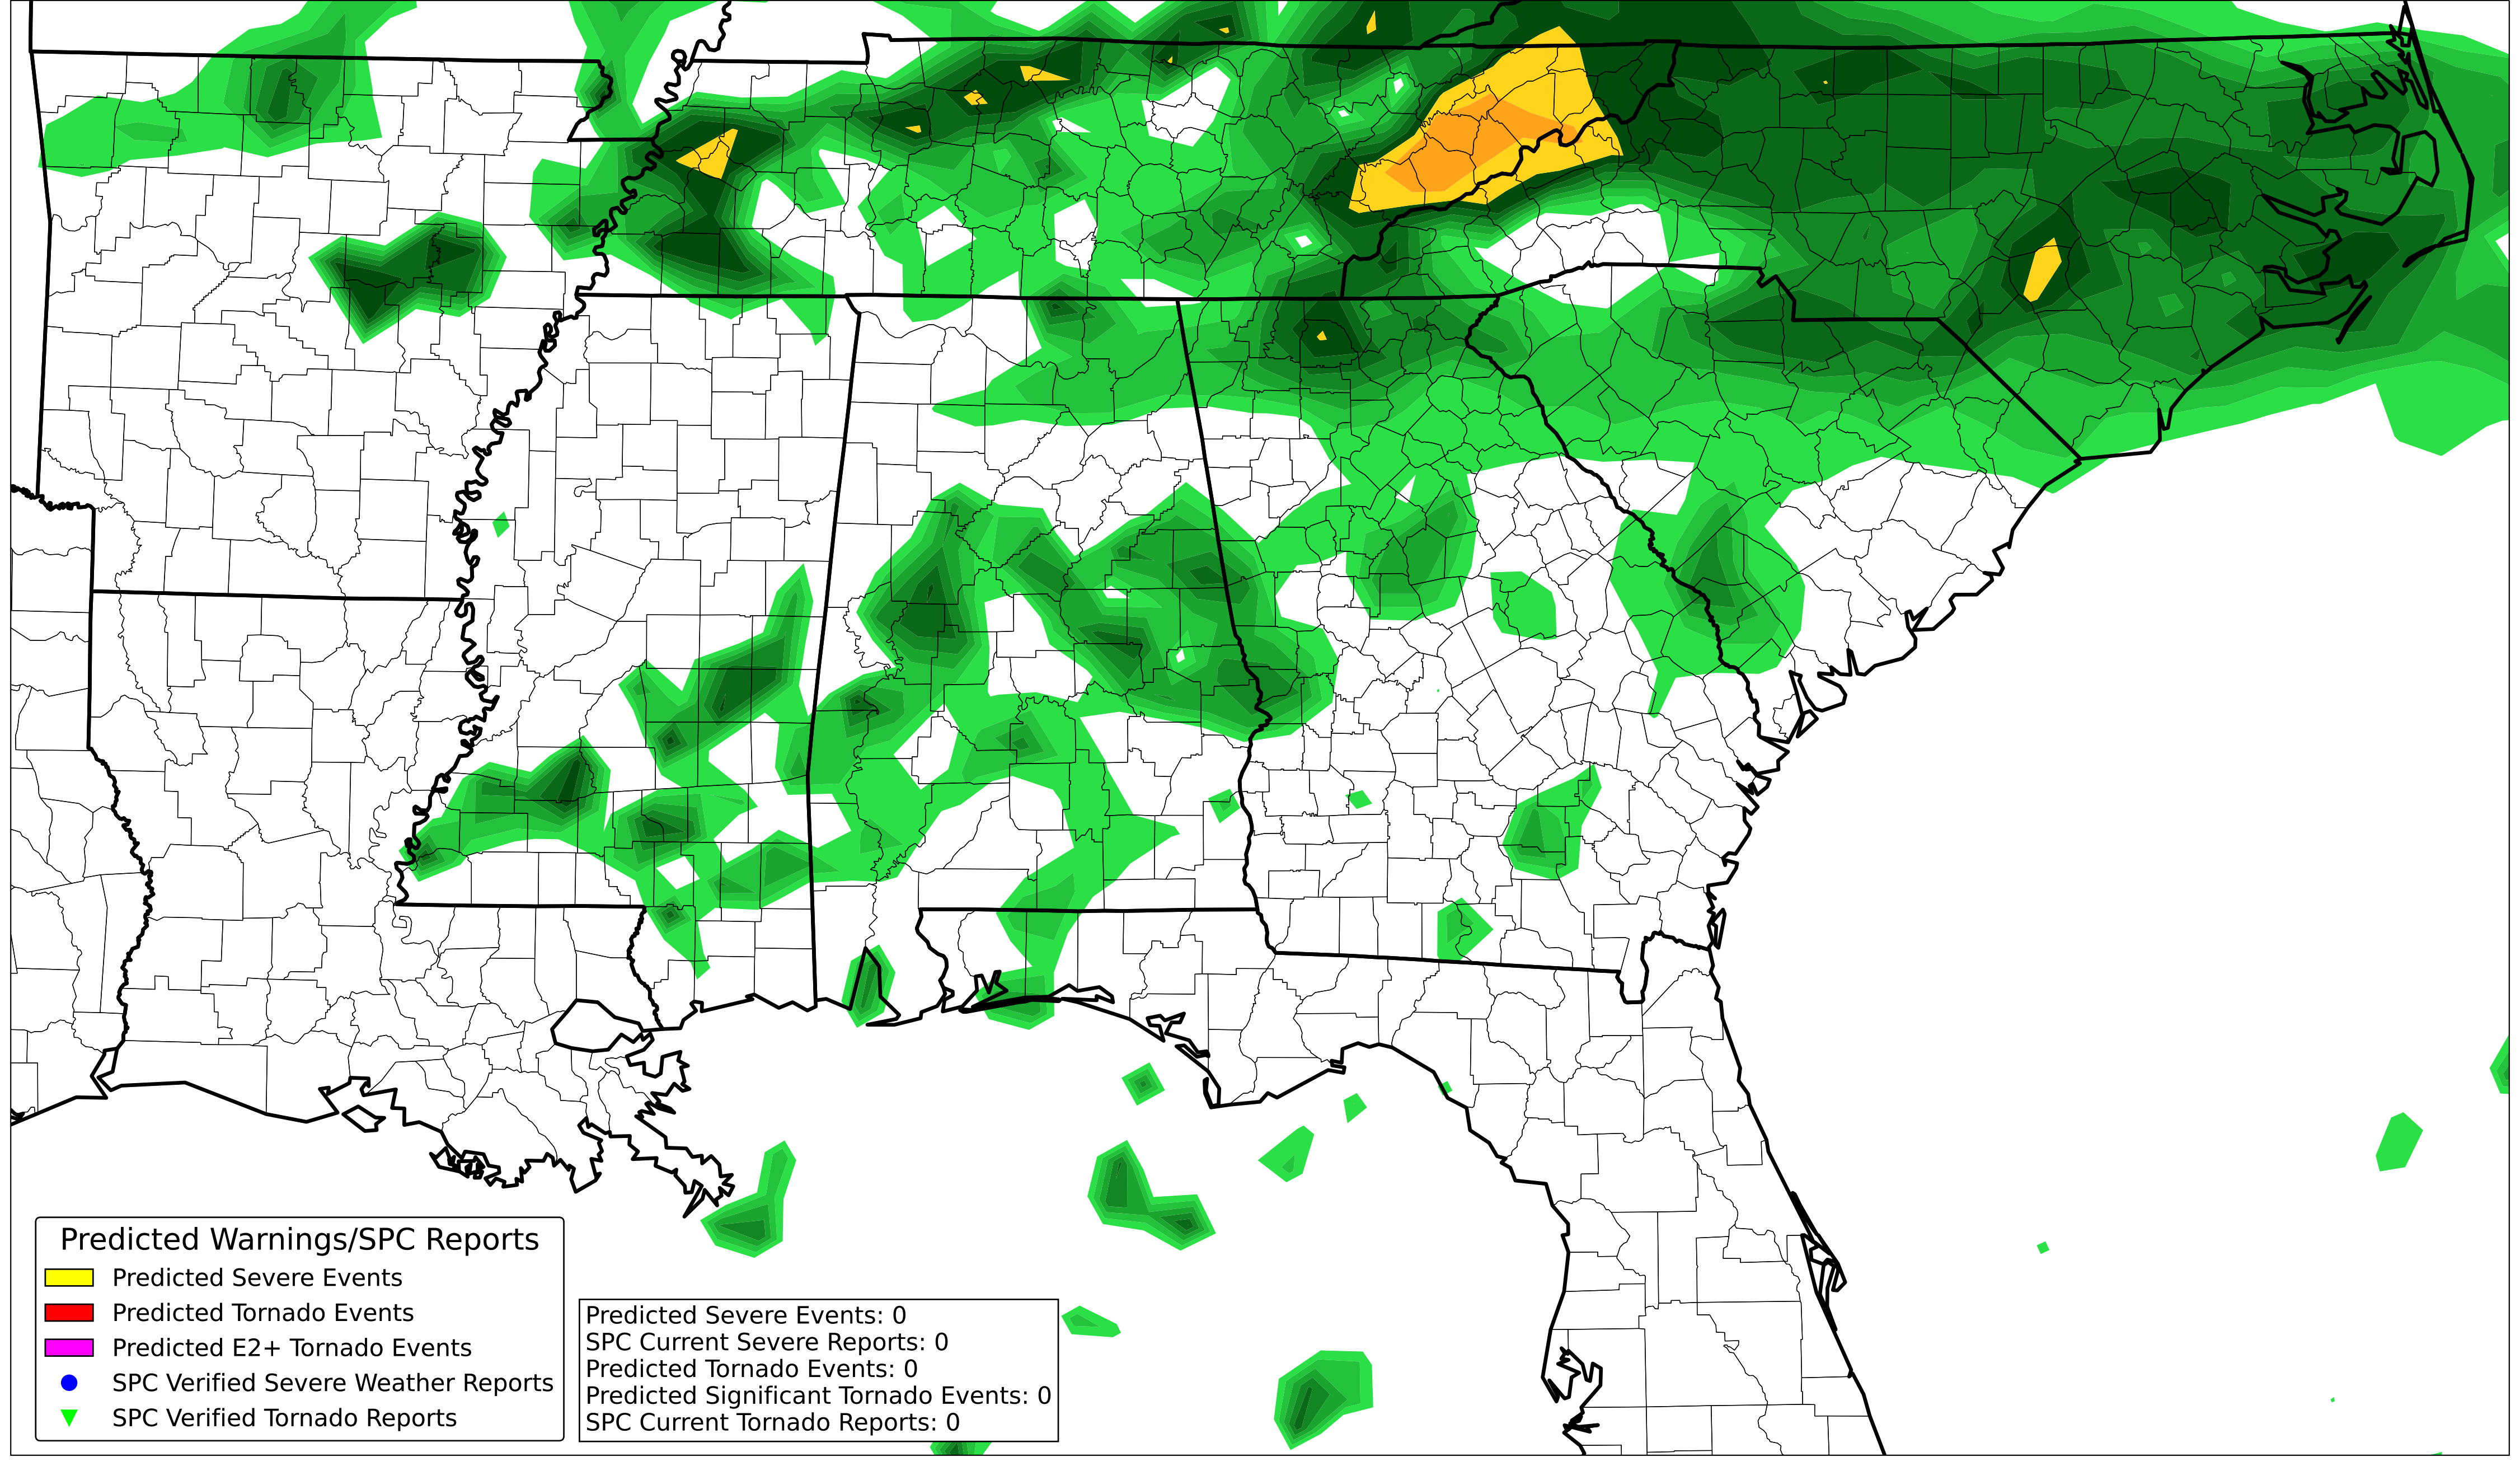 Predicted Warnings/SPC Reports
Predicted Severe Events
Predicted Tornado Events
Predicted E2+ Tornado Events
SPC Verified Severe Weather Reports
SPC Verified Tornado Reports
Predicted Severe Events: 0
SPC Current Severe Reports: 0
Predicted Tornado Events: 0
Predicted Significant Tornado Events: 0
SPC Current Tornado Reports: 0